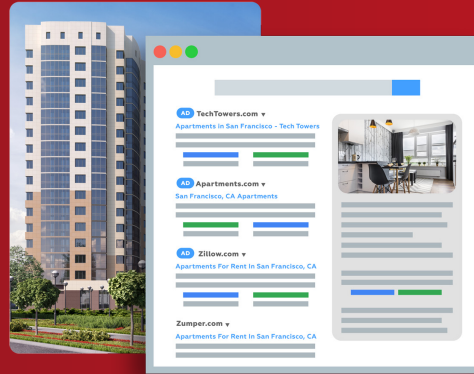 AD TechTowers.com ▾
Apartments in San Francisco - Tech Towers
AD Apartments.com ▾
San Francisco, CA Apartments
AD Zillow.com ▾
Apartments For Rent in San Francisco, CA
Zumper.com ▾
Apartments For Rent in San Francisco, CA